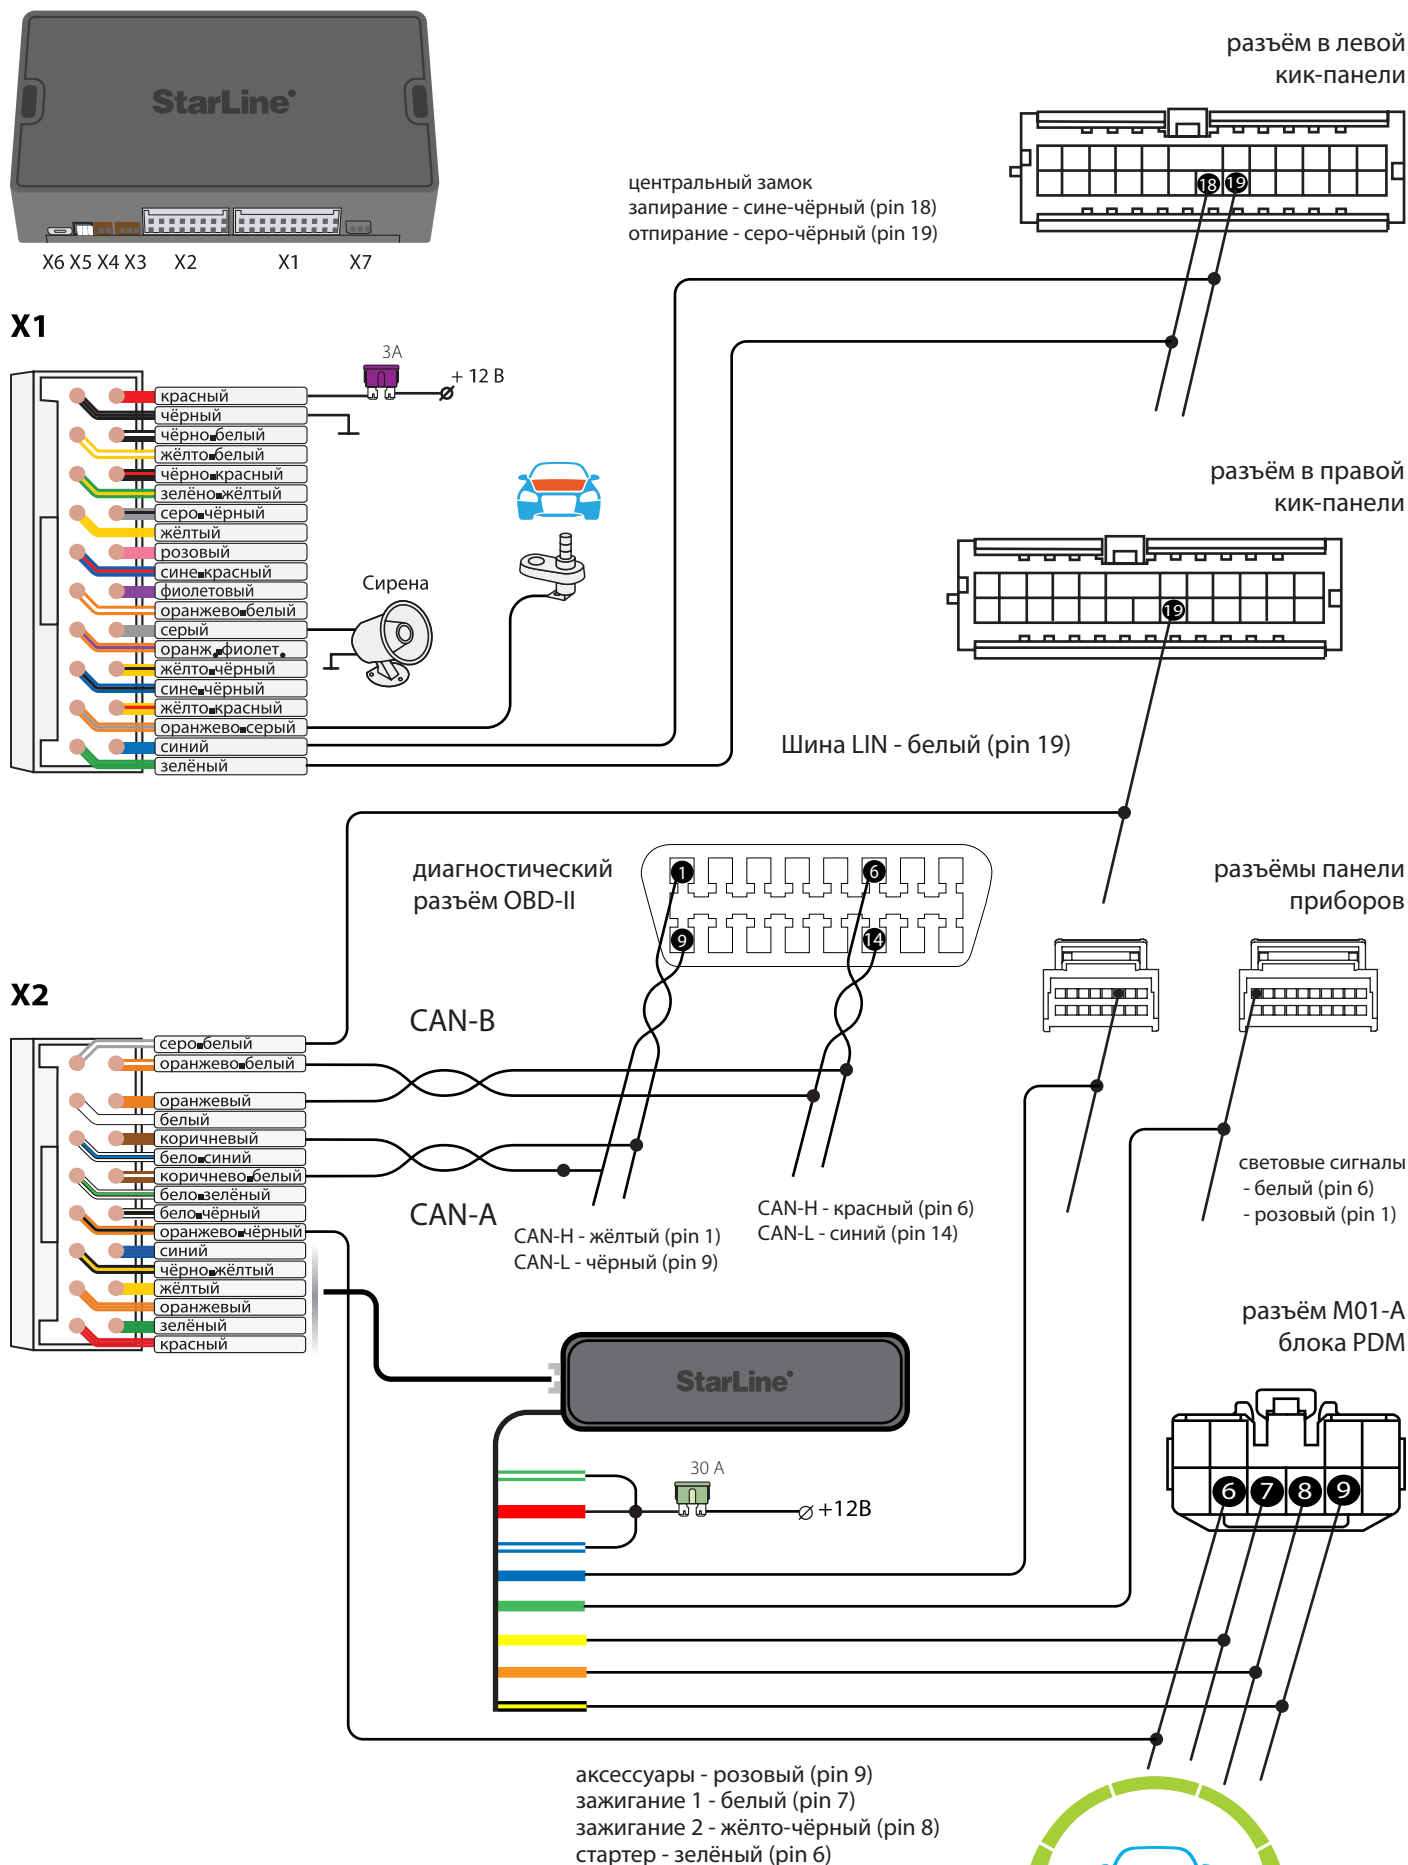 StarLine
X6 X5 X4 X3 X2 X1 X7
разъём в левой
кик-панели
18 19
центральный замок
запирание - сине-чёрный (pin 18)
отпирание - серо-чёрный (pin 19)
X1
3А
+ 12 В
красный
чёрный
чёрно-белый
жёлто-белый
чёрно-красный
зелёно-жёлтый
серо-чёрный
жёлтый
розовый
сине-красный
фиолетовый
оранжево-белый
серый
оранж.-фиолет.
жёлто-чёрный
сине-чёрный
жёлто-красный
оранжево-серый
синий
зелёный
Сирена
разъём в правой
кик-панели
19
Шина LIN - белый (pin 19)
диагностический
разъём OBD-II
1 6
9 14
разъёмы панели
приборов
X2
серо-белый
оранжево-белый
оранжевый
белый
коричневый
бело-синий
коричнево-белый
бело-зелёный
бело-чёрный
оранжево-чёрный
синий
чёрно-жёлтый
жёлтый
оранжевый
зелёный
красный
CAN-B
CAN-A
CAN-H - жёлтый (pin 1)
CAN-L - чёрный (pin 9)
CAN-H - красный (pin 6)
CAN-L - синий (pin 14)
световые сигналы
- белый (pin 6)
- розовый (pin 1)
разъём M01-A
блока PDM
6 7 8 9
StarLine
30 А
+12В
аксессуары - розовый (pin 9)
зажигание 1 - белый (pin 7)
зажигание 2 - жёлто-чёрный (pin 8)
стартер - зелёный (pin 6)